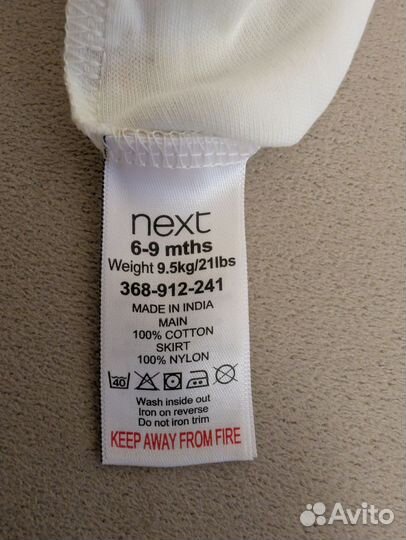 next
6-9 mths
Weight 9.5kg/21lbs
368-912-241
MADE IN INDIA
MAIN
100% COTTON
SKIRT
100% NYLON
40
Wash inside out
Iron on reverse
Do not iron trim
KEEP AWAY FROM FIRE
Avito